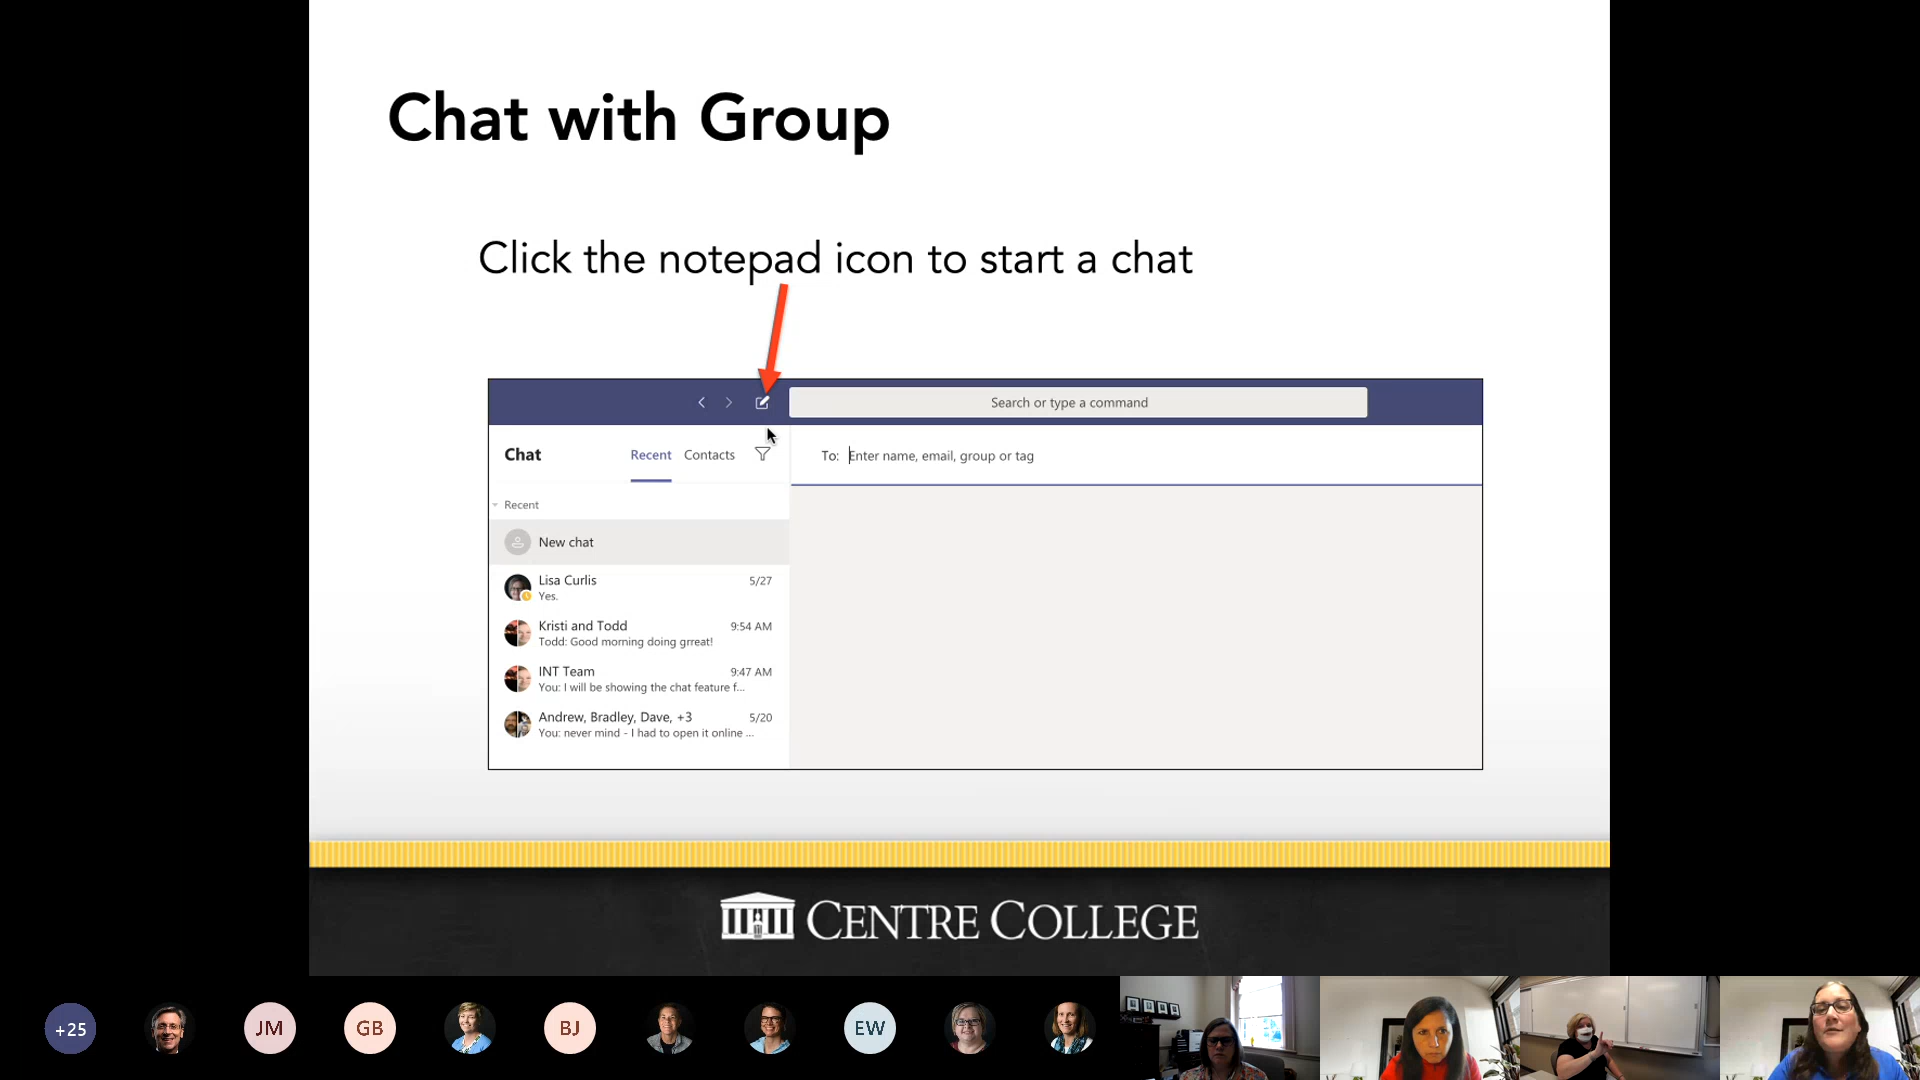 Chat with Group
Click the notepad icon to start a chat
Search or type a command
Chat
Recent
Contacts
To: Enter name, email, group or tag
Recent
New chat
Lisa Curlis 5/27
Yes.
Kristi and Todd 9:54 AM
Todd: Good morning doing grreat!
INT Team 9:47 AM
You: I will be showing the chat feature f...
Andrew, Bradley, Dave, +3 5/20
You: never mind - I had to open it online ...
CENTRE COLLEGE
+25
JM
GB
BJ
EW